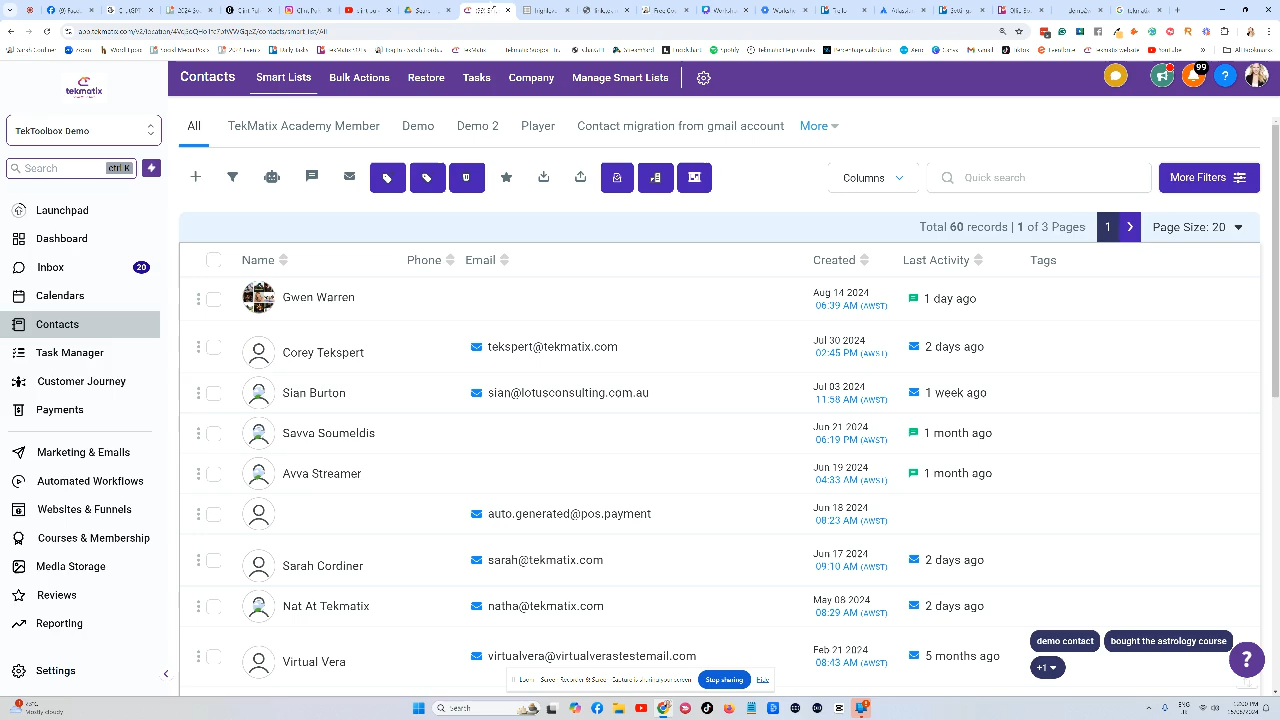 Contacts
Smart Lists
Bulk Actions
Restore
Tasks
Company
Manage Smart Lists
99
?
tekmatix
TekToolbox Demo
Search
ctrl K
Launchpad
Dashboard
Inbox
20
Calendars
Contacts
Task Manager
Customer Journey
Payments
Marketing & Emails
Automated Workflows
Websites & Funnels
Courses & Membership
Media Storage
Reviews
Reporting
Settings
All
TekMatix Academy Member
Demo
Demo 2
Player
Contact migration from gmail account
More
Columns
Quick search
More Filters
Total 60 records | 1 of 3 Pages
1
Page Size: 20
Name
Phone
Email
Created
Last Activity
Tags
Gwen Warren
Aug 14 2024
06:39 AM (AWST)
1 day ago
Corey Tekspert
tekspert@tekmatix.com
Jul 30 2024
02:45 PM (AWST)
2 days ago
Sian Burton
sian@lotusconsulting.com.au
Jul 03 2024
11:58 AM (AWST)
1 week ago
Savva Soumeldis
Jun 21 2024
06:19 PM (AWST)
1 month ago
Avva Streamer
Jun 19 2024
04:33 AM (AWST)
1 month ago
auto.generated@pos.payment
Jun 18 2024
08:23 AM (AWST)
Sarah Cordiner
sarah@tekmatix.com
Jun 17 2024
09:10 AM (AWST)
2 days ago
Nat At Tekmatix
natha@tekmatix.com
May 08 2024
08:29 AM (AWST)
2 days ago
Virtual Vera
virtualvera@virtualverastestemail.com
Feb 21 2024
08:43 AM (AWST)
5 months ago
demo contact
bought the astrology course
+1
?
Stop sharing
Hide
Search